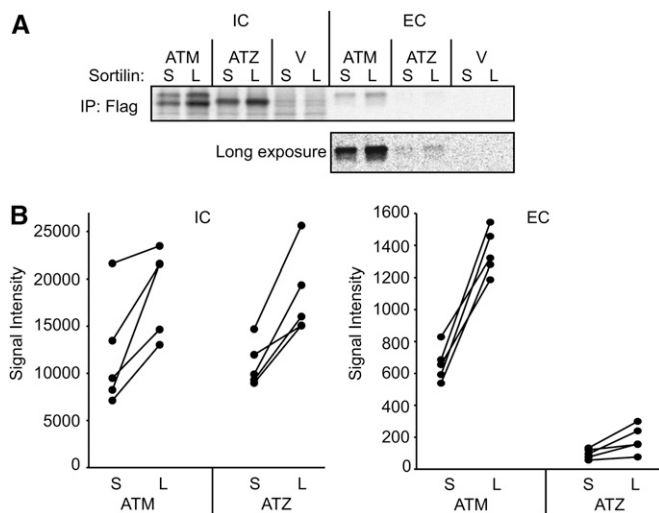 A
IC EC
ATM ATZ V ATM ATZ V
Sortilin: S L S L S L S L S L S L
IP: Flag
Long exposure
B
IC
Signal Intensity
25000
20000
15000
10000
5000
0
S L S L
ATM ATZ
EC
Signal Intensity
1600
1400
1200
1000
800
600
400
200
0
S L S L
ATM ATZ